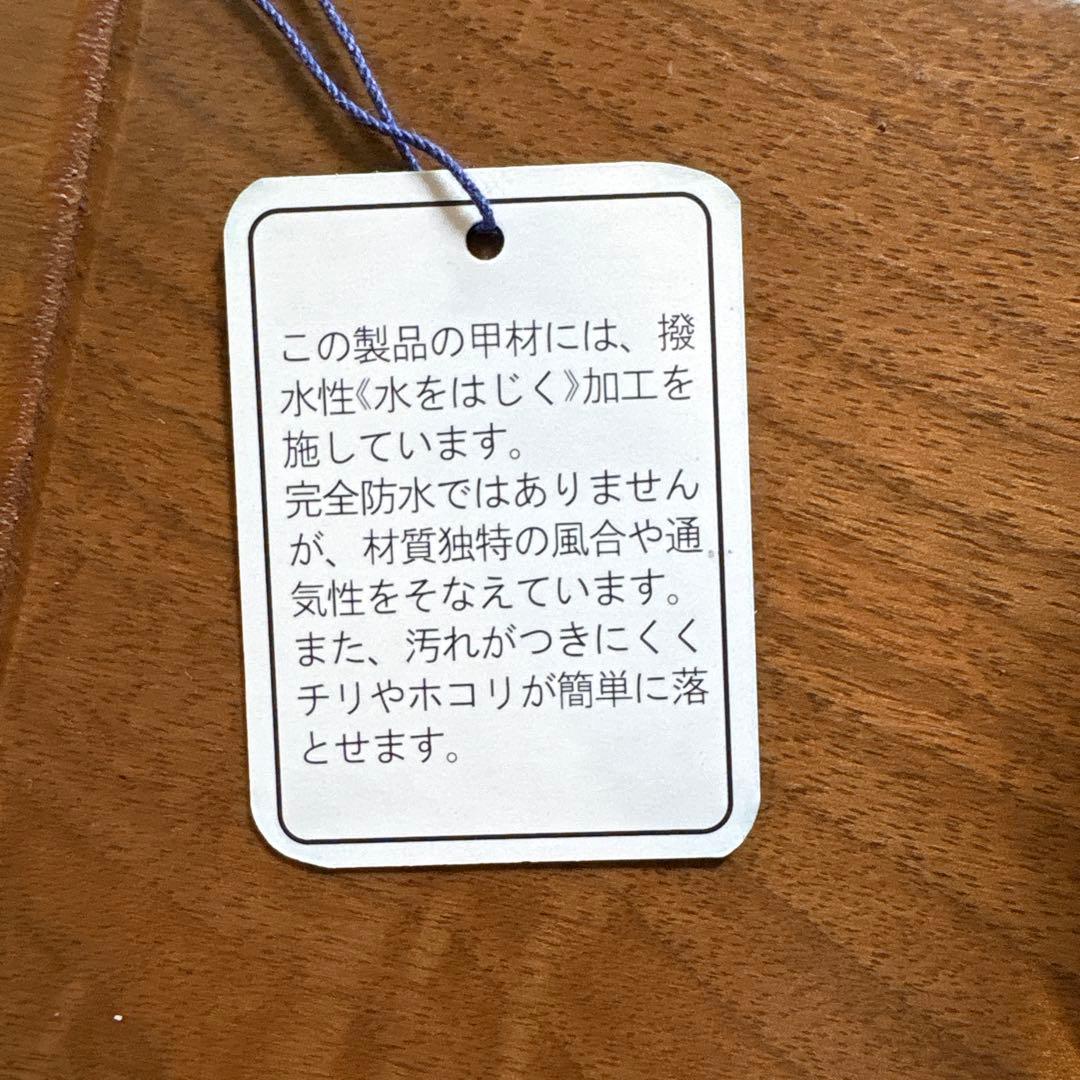 この製品の甲材には、撥
水性《水をはじく》加工を
施しています。
完全防水ではありません
が、材質独特の風合や通
気性をそなえています。
また、汚れがつきにくく
チリやホコリが簡単に落
とせます。